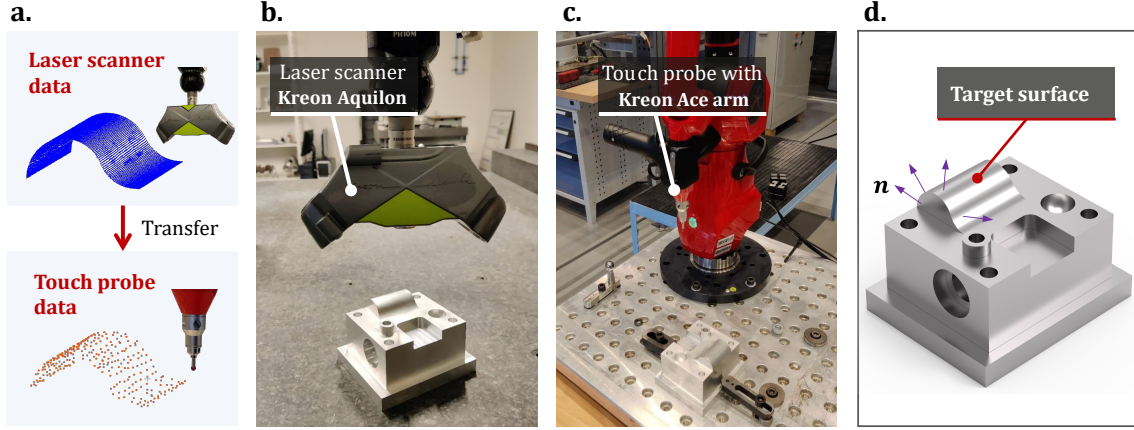 a.
Laser scanner
data
Transfer
Touch probe
data
b.
PH10M
Laser scanner
Kreon Aquilon
c.
Touch probe with
Kreon Ace arm
d.
Target surface
n